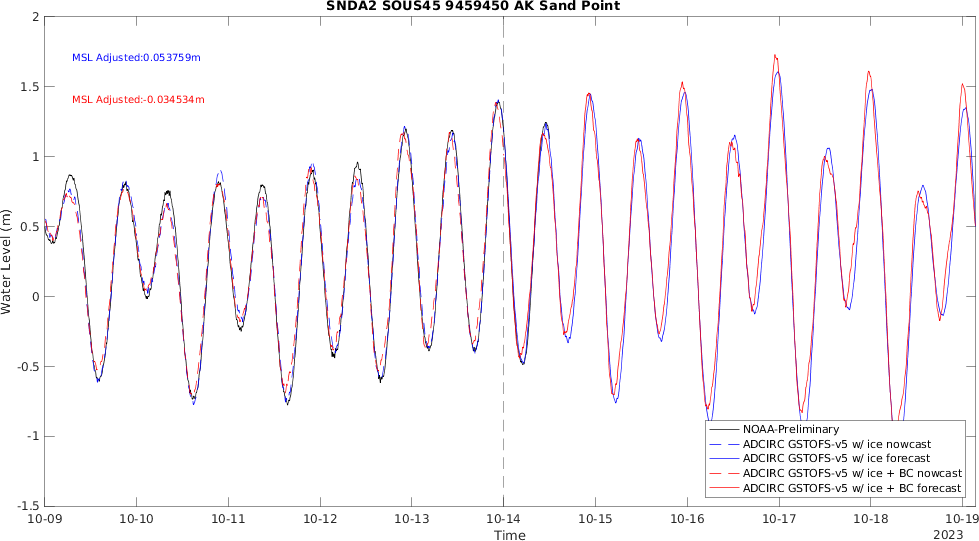 SNDA2 SOUS45 9459450 AK Sand Point
2
1.5
1
0.5
0
-0.5
-1
-1.5
Water Level (m)
MSL Adjusted:0.053759m
MSL Adjusted:-0.034534m
NOAA-Preliminary
ADCIRC GSTOFS-v5 w/ ice nowcast
ADCIRC GSTOFS-v5 w/ ice forecast
ADCIRC GSTOFS-v5 w/ ice + BC nowcast
ADCIRC GSTOFS-v5 w/ ice + BC forecast
10-09 10-10 10-11 10-12 10-13 10-14 10-15 10-16 10-17 10-18 10-19
Time
2023